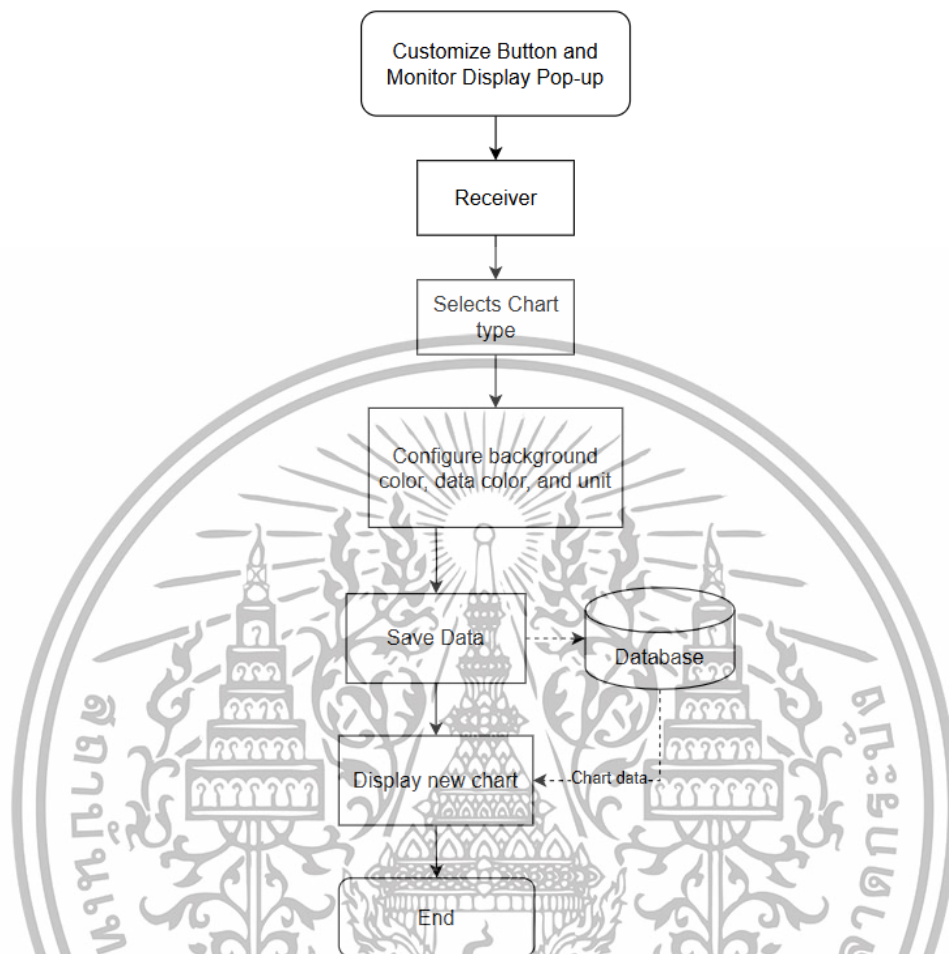 Customize Button and
Monitor Display Pop-up
Receiver
Selects Chart
type
Configure background
color, data color, and unit
Save Data
Database
Display new chart
Chart data
End